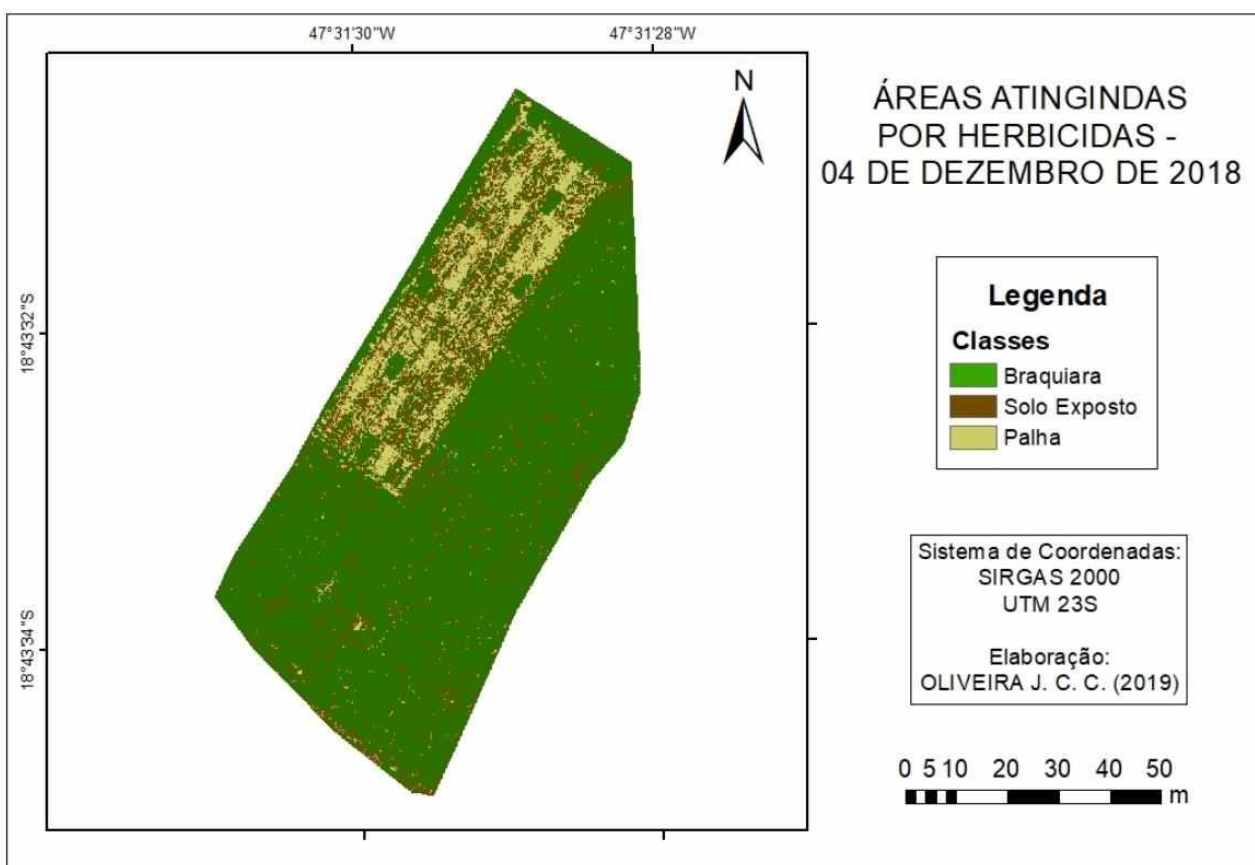 47°31'30"W
47°31'28"W
N
ÁREAS ATINGINDAS
POR HERBICIDAS -
04 DE DEZEMBRO DE 2018
18°43'32"S
18°43'34"S
Legenda
Classes
Braquiara
Solo Exposto
Palha
Sistema de Coordenadas:
SIRGAS 2000
UTM 23S
Elaboração:
OLIVEIRA J. C. C. (2019)
0 5 10 20 30 40 50
m